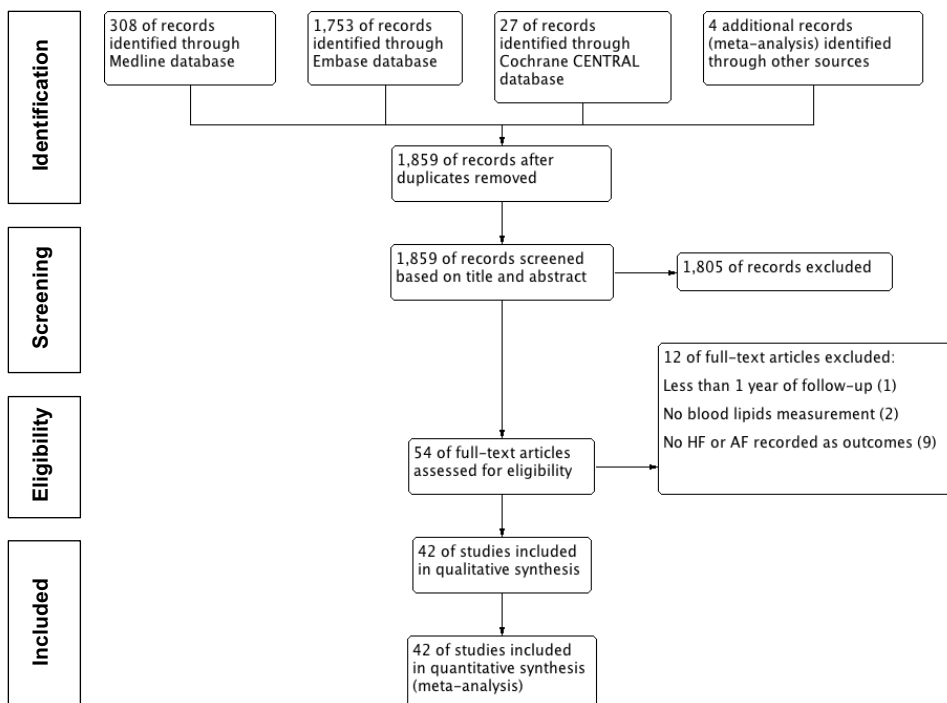 Identification
308 of records
identified through
Medline database
1,753 of records
identified through
Embase database
27 of records
identified through
Cochrane CENTRAL
database
4 additional records
(meta-analysis) identified
through other sources
1,859 of records after
duplicates removed
Screening
1,859 of records screened
based on title and abstract
1,805 of records excluded
Eligibility
54 of full-text articles
assessed for eligibility
12 of full-text articles excluded:
Less than 1 year of follow-up (1)
No blood lipids measurement (2)
No HF or AF recorded as outcomes (9)
Included
42 of studies included
in qualitative synthesis
42 of studies included
in quantitative synthesis
(meta-analysis)